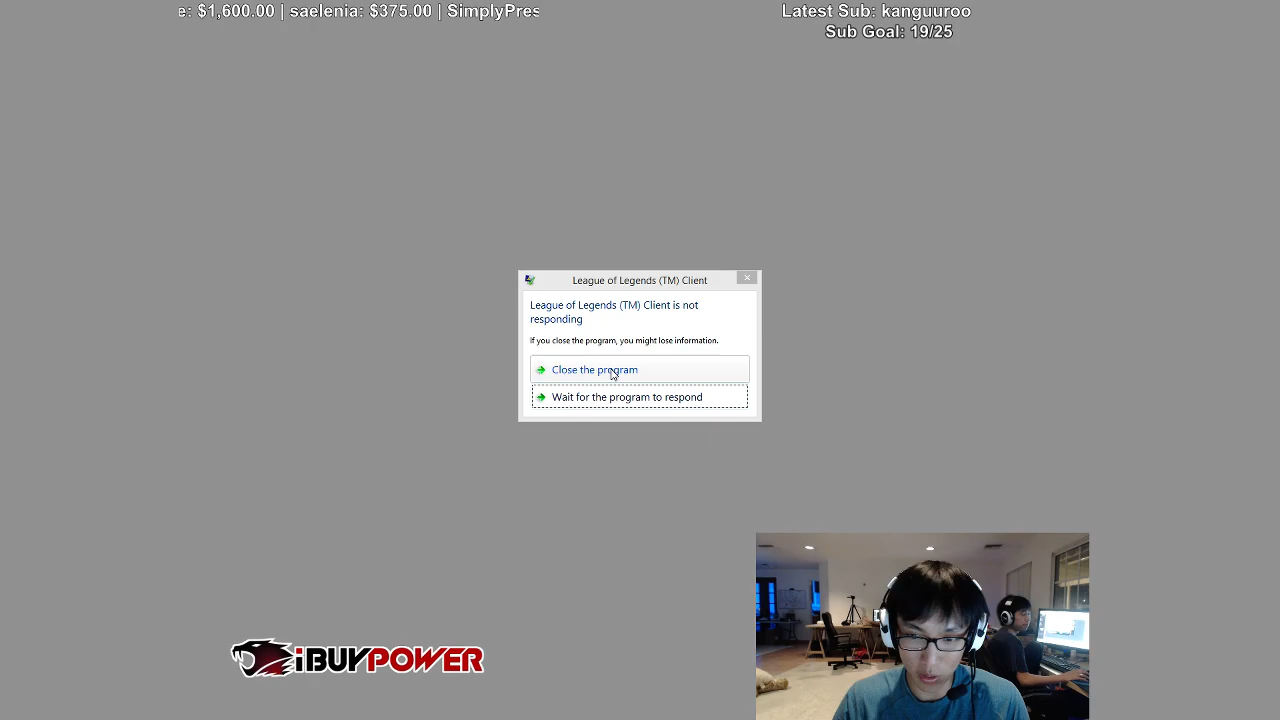 e: $1,600.00 | saelenia: $375.00 | SimplyPres
Latest Sub: kanguuroo
Sub Goal: 19/25
League of Legends (TM) Client
League of Legends (TM) Client is not
responding
If you close the program, you might lose information.
Close the program
Wait for the program to respond
iBUYPOWER